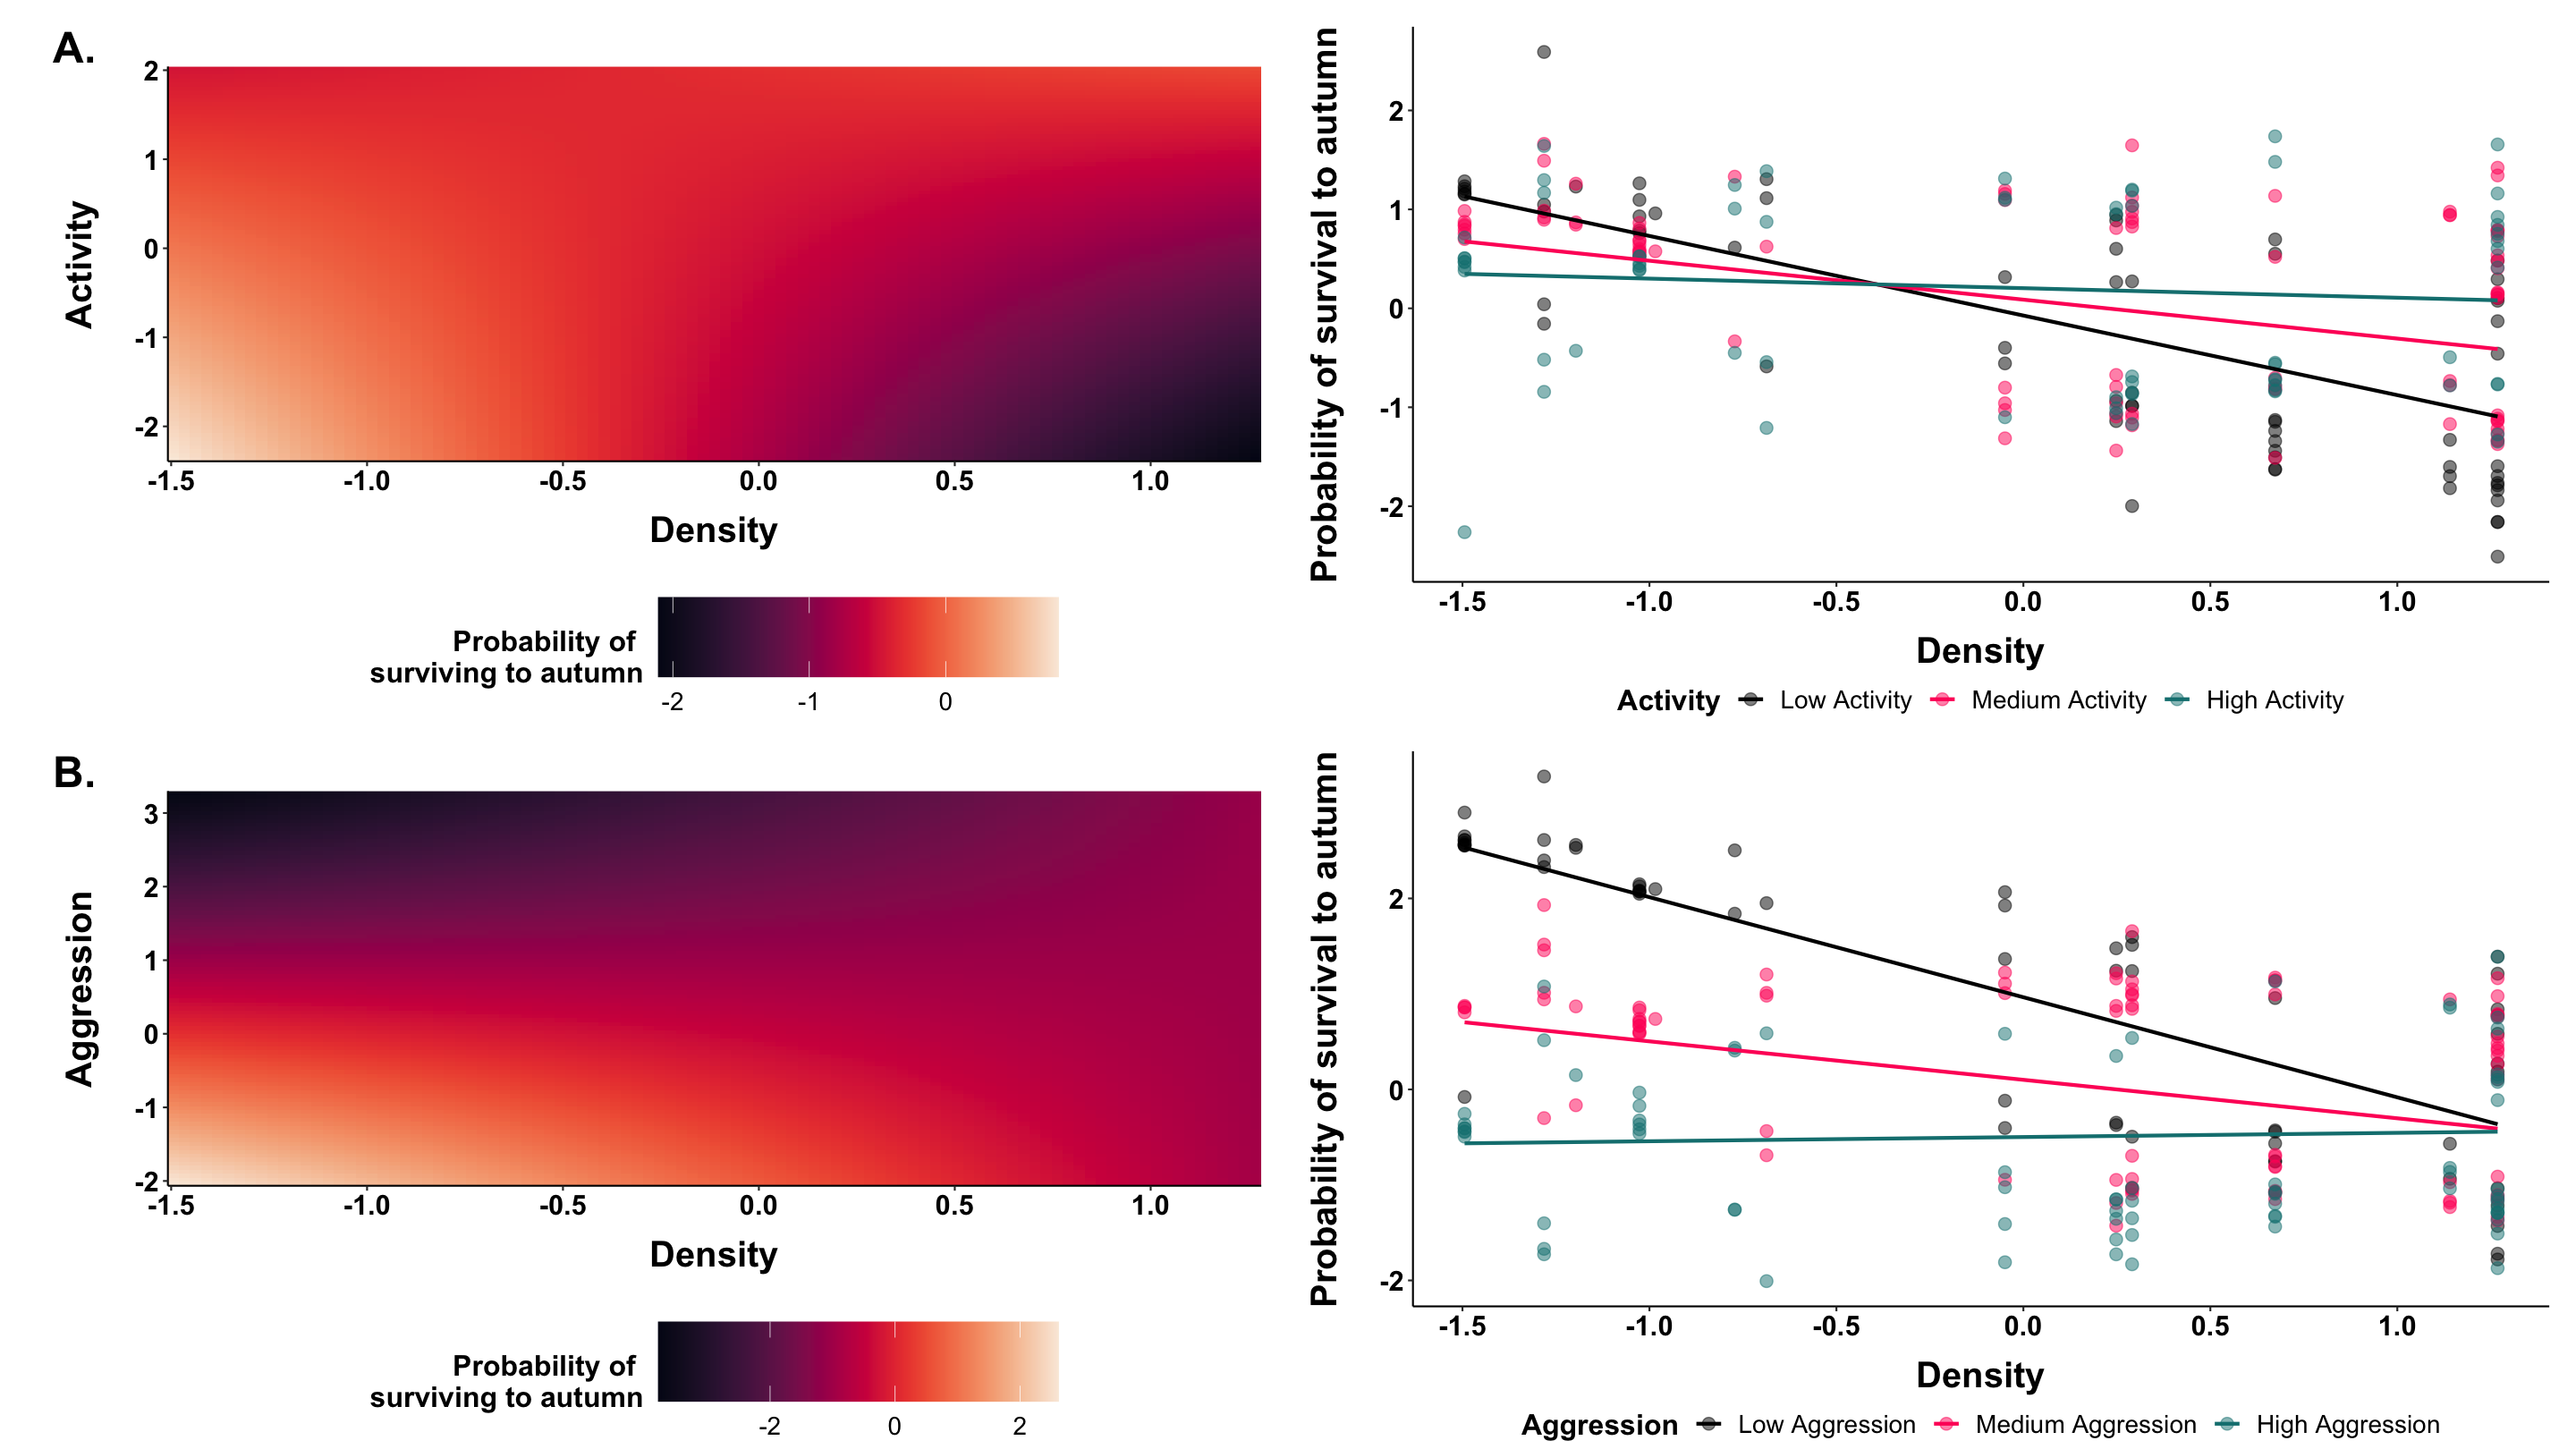 A.
2
1
0
-1
-2
Activity
-1.5 -1.0 -0.5 0.0 0.5 1.0
Density
Probability of
surviving to autumn
-2 -1 0
Probability of survival to autumn
2
1
0
-1
-2
-1.5 -1.0 -0.5 0.0 0.5 1.0
Density
Activity Low Activity Medium Activity High Activity
B.
3
2
1
0
-1
-2
Aggression
-1.5 -1.0 -0.5 0.0 0.5 1.0
Density
Probability of
surviving to autumn
-2 0 2
Probability of survival to autumn
2
0
-2
-1.5 -1.0 -0.5 0.0 0.5 1.0
Density
Aggression Low Aggression Medium Aggression High Aggression